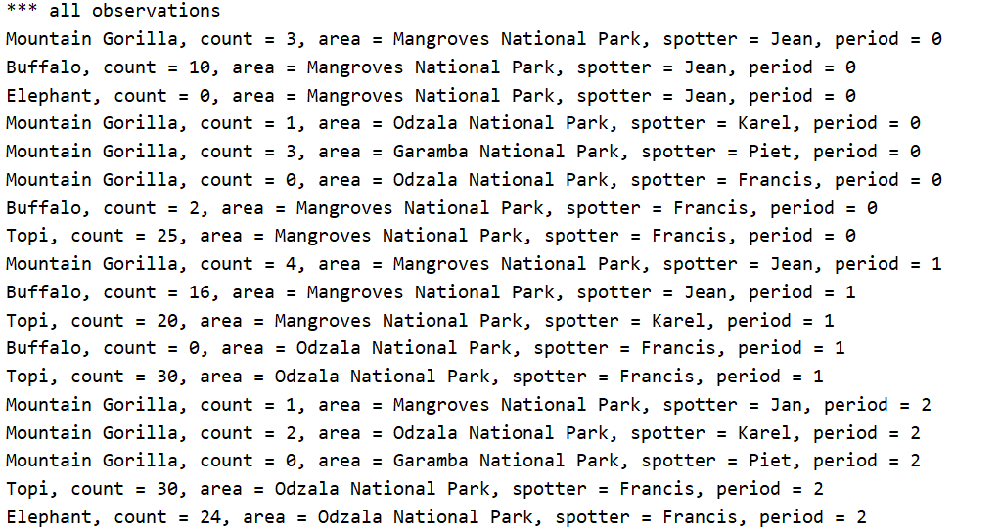 *** all observations
Mountain Gorilla, count = 3, area = Mangroves National Park, spotter = Jean, period = 0
Buffalo, count = 10, area = Mangroves National Park, spotter = Jean, period = 0
Elephant, count = 0, area = Mangroves National Park, spotter = Jean, period = 0
Mountain Gorilla, count = 1, area = Odzala National Park, spotter = Karel, period = 0
Mountain Gorilla, count = 3, area = Garamba National Park, spotter = Piet, period = 0
Mountain Gorilla, count = 0, area = Odzala National Park, spotter = Francis, period = 0
Buffalo, count = 2, area = Mangroves National Park, spotter = Francis, period = 0
Topi, count = 25, area = Mangroves National Park, spotter = Francis, period = 0
Mountain Gorilla, count = 4, area = Mangroves National Park, spotter = Jean, period = 1
Buffalo, count = 16, area = Mangroves National Park, spotter = Jean, period = 1
Topi, count = 20, area = Mangroves National Park, spotter = Karel, period = 1
Buffalo, count = 0, area = Odzala National Park, spotter = Francis, period = 1
Topi, count = 30, area = Odzala National Park, spotter = Francis, period = 1
Mountain Gorilla, count = 1, area = Mangroves National Park, spotter = Jan, period = 2
Mountain Gorilla, count = 2, area = Odzala National Park, spotter = Karel, period = 2
Mountain Gorilla, count = 0, area = Garamba National Park, spotter = Piet, period = 2
Topi, count = 30, area = Odzala National Park, spotter = Francis, period = 2
Elephant, count = 24, area = Odzala National Park, spotter = Francis, period = 2